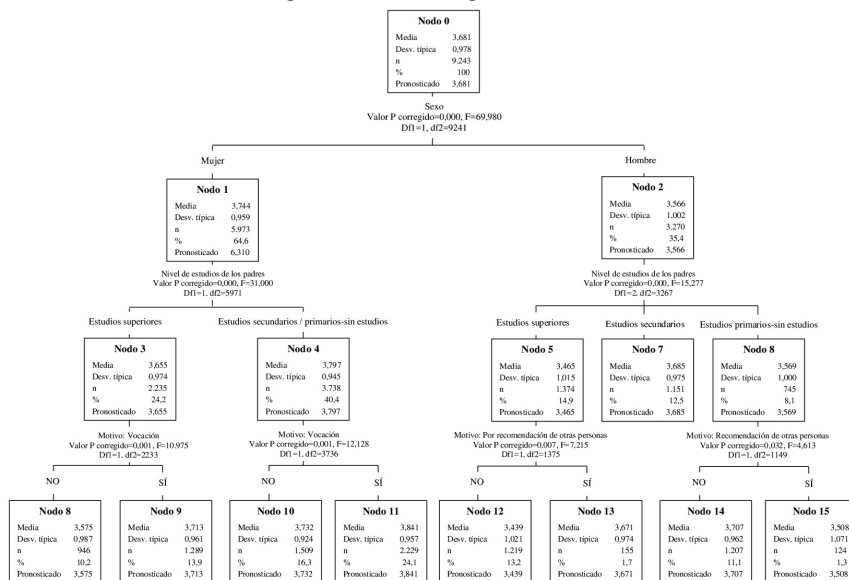 Nodo 0
Media 3,681
Desv. típica 0,978
n 9.243
% 100
Pronosticado 3,681
Sexo
Valor P corregido=0,000, F=69,980
Df1=1, df2=9241
Mujer
Hombre
Nodo 1
Media 3,744
Desv. típica 0,959
n 5.973
% 64,6
Pronosticado 6,310
Nodo 2
Media 3,566
Desv. típica 1,002
n 3.270
% 35,4
Pronosticado 3,566
Nivel de estudios de los padres
Valor P corregido=0,000, F=31,000
Df1=1, df2=5971
Nivel de estudios de los padres
Valor P corregido=0,000, F=15,277
Df1=2, df2=3267
Estudios superiores
Estudios secundarios / primarios-sin estudios
Estudios superiores
Estudios secundarios
Estudios primarios-sin estudios
Nodo 3
Media 3,655
Desv. típica 0,974
n 2.235
% 24,2
Pronosticado 3,655
Nodo 4
Media 3,797
Desv. típica 0,945
n 3.738
% 40,4
Pronosticado 3,797
Nodo 5
Media 3,465
Desv. típica 1,015
n 1.374
% 14,9
Pronosticado 3,465
Nodo 7
Media 3,685
Desv. típica 0,975
n 1.151
% 12,5
Pronosticado 3,685
Nodo 8
Media 3,569
Desv. típica 1,000
n 745
% 8,1
Pronosticado 3,569
Motivo: Vocación
Valor P corregido=0,001, F=10.975
Df1=1, df2=2233
Motivo: Vocación
Valor P corregido=0,001, F=12,128
Df1=1, df2=3736
Motivo: Por recomendación de otras personas
Valor P corregido=0,007, F=7,215
Df1=1, df2=1375
Motivo: Recomendación de otras personas
Valor P corregido=0,032, F=4,613
Df1=1, df2=1149
NO
SÍ
NO
SÍ
NO
SÍ
NO
SÍ
Nodo 8
Media 3,575
Desv. típica 0,987
n 946
% 10,2
Pronosticado 3,575
Nodo 9
Media 3,713
Desv. típica 0,961
n 1.289
% 13,9
Pronosticado 3,713
Nodo 10
Media 3,732
Desv. típica 0,924
n 1.509
% 16,3
Pronosticado 3,732
Nodo 11
Media 3,841
Desv. típica 0,957
n 2.229
% 24,1
Pronosticado 3,841
Nodo 12
Media 3,439
Desv. típica 1,021
n 1.219
% 13,2
Pronosticado 3,439
Nodo 13
Media 3,671
Desv. típica 0,974
n 155
% 1,7
Pronosticado 3,671
Nodo 14
Media 3,707
Desv. típica 0,962
n 1.207
% 11,1
Pronosticado 3,707
Nodo 15
Media 3,508
Desv. típica 1,071
n 124
% 1,3
Pronosticado 3,508